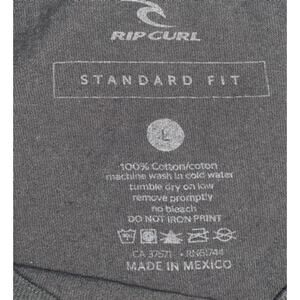 RIP CURL
STANDARD FIT
L
100% Cotton/coton
machine wash in cold water
tumble dry on low
remove promptly
no bleach
DO NOT IRON PRINT
CA 37571 • RN61744
MADE IN MEXICO